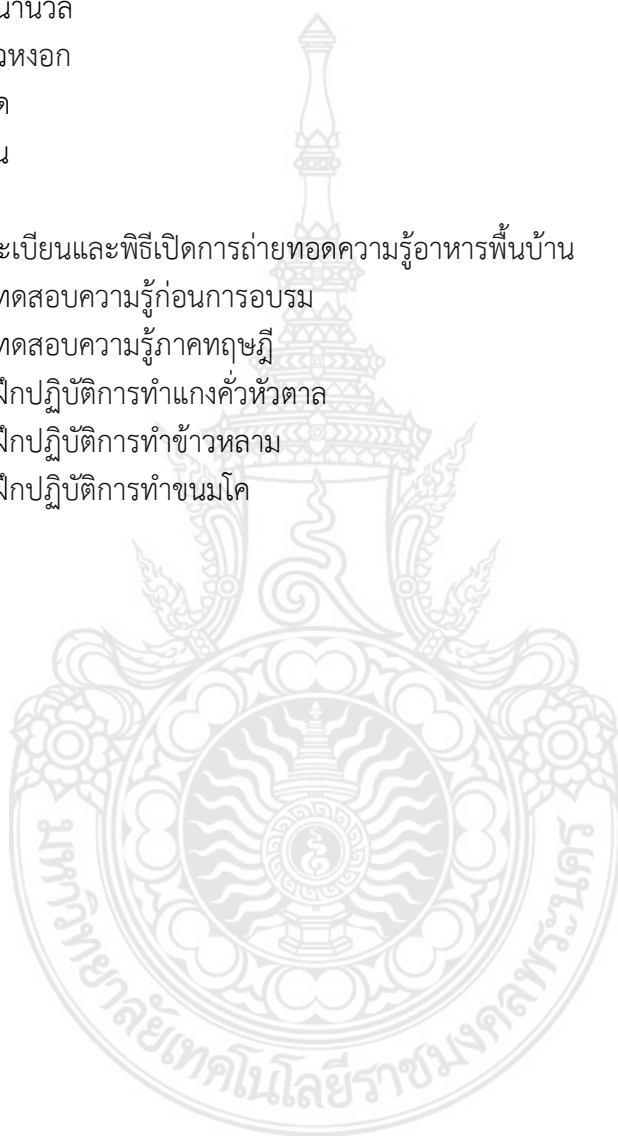 นานวล
วหงอก
ด
น
ะเบียนและพิธีเปิดการถ่ายทอดความรู้อาหารพื้นบ้าน
ทดสอบความรู้ก่อนการอบรม
ทดสอบความรู้ภาคทฤษฎี
ฝึกปฏิบัติการทำแกงคั่วหัวตาล
ฝึกปฏิบัติการทำข้าวหลาม
ฝึกปฏิบัติการทำขนมโค
มหาวิทยาลัยเทคโนโลยีราชมงคลพระนคร